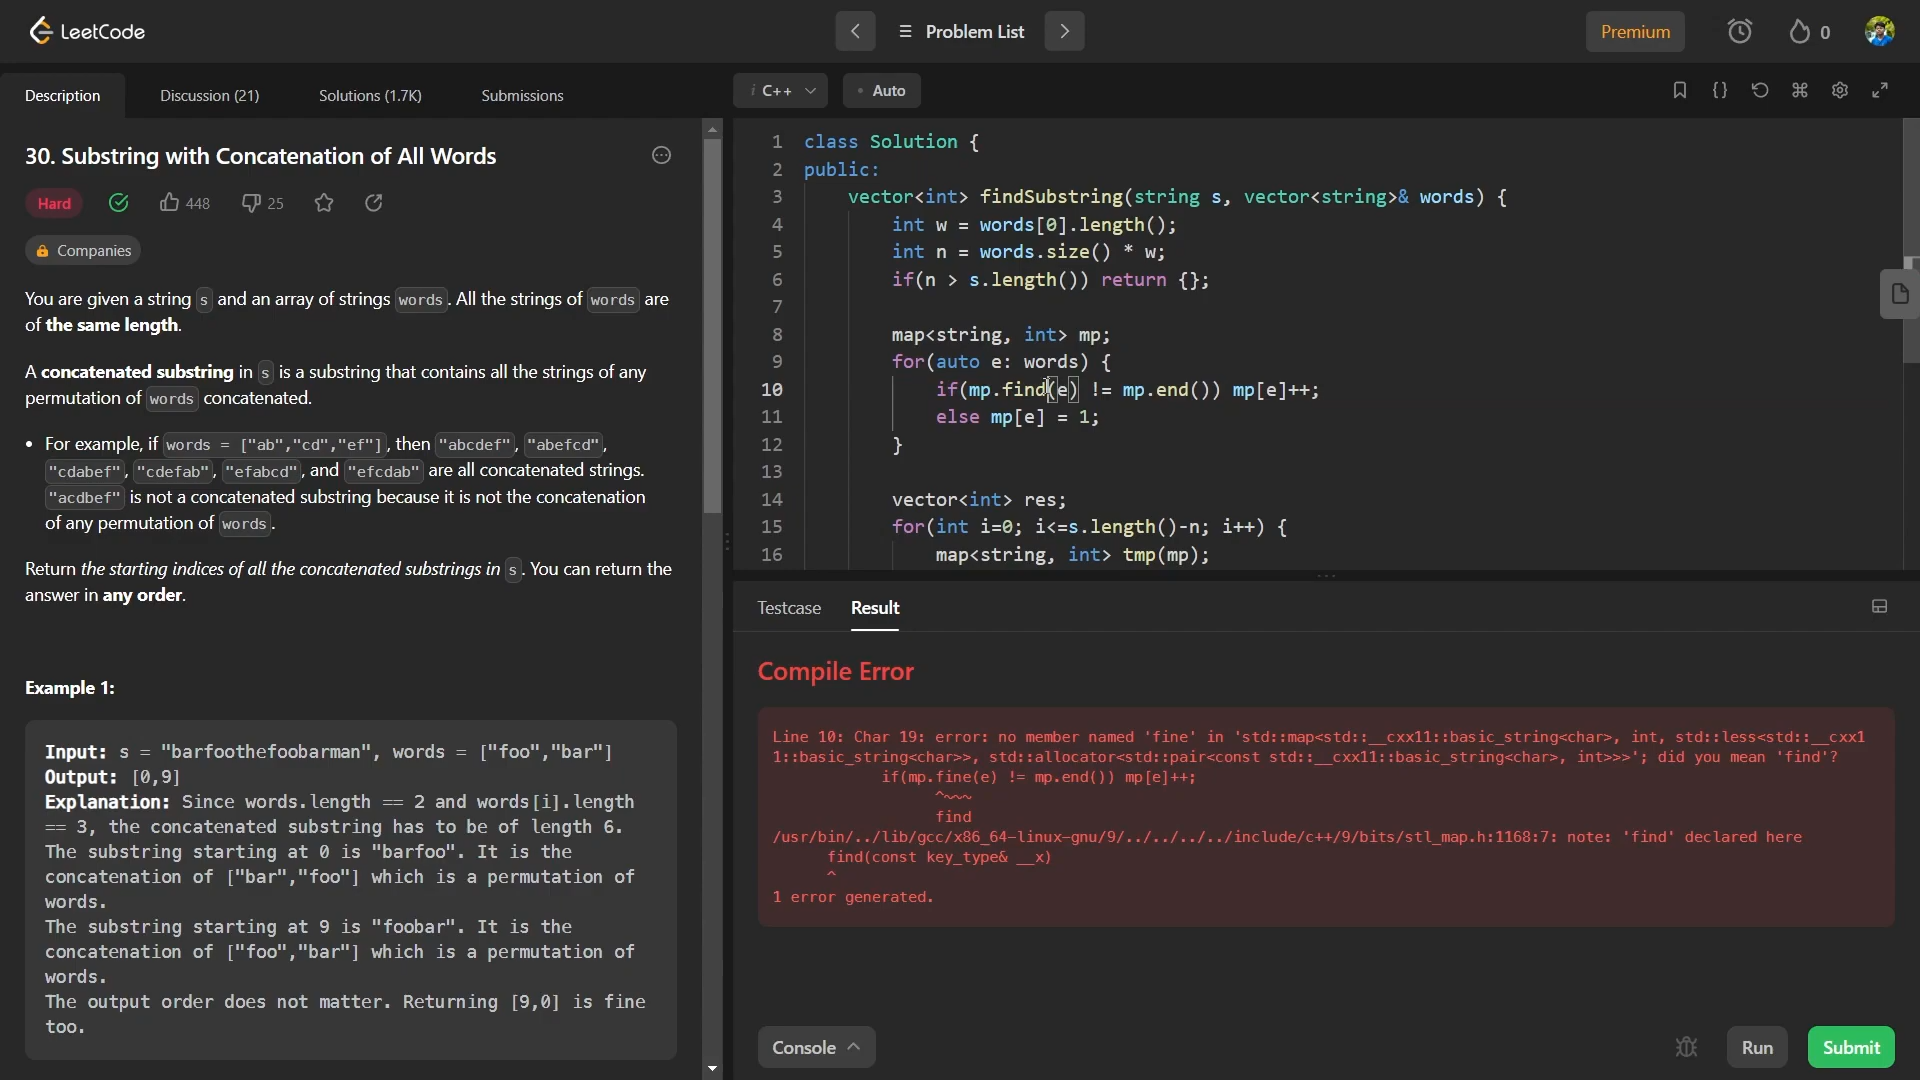 LeetCode
Problem List
Premium
0
Description
Discussion (21)
Solutions (1.7K)
Submissions
30. Substring with Concatenation of All Words
Hard
448
25
Companies
You are given a string s and an array of strings words. All the strings of words are
of the same length.
A concatenated substring in s is a substring that contains all the strings of any
permutation of words concatenated.
• For example, if words = ["ab","cd","ef"], then "abcdef", "abefcd",
"cdabef", "cdefab", "efabcd", and "efcdab" are all concatenated strings.
"acdbef" is not a concatenated substring because it is not the concatenation
of any permutation of words.
Return the starting indices of all the concatenated substrings in s. You can return the
answer in any order.
Example 1:
Input: s = "barfoothefoobarman", words = ["foo","bar"]
Output: [0,9]
Explanation: Since words.length == 2 and words[i].length
== 3, the concatenated substring has to be of length 6.
The substring starting at 0 is "barfoo". It is the
concatenation of ["bar","foo"] which is a permutation of
words.
The substring starting at 9 is "foobar". It is the
concatenation of ["foo","bar"] which is a permutation of
words.
The output order does not matter. Returning [9,0] is fine
too.
i C++
• Auto
{}
1 class Solution {
2 public:
3 vector<int> findSubstring(string s, vector<string>& words) {
4 int w = words[0].length();
5 int n = words.size() * w;
6 if(n > s.length()) return {};
7
8 map<string, int> mp;
9 for(auto e: words) {
10 if(mp.find(e) != mp.end()) mp[e]++;
11 else mp[e] = 1;
12 }
13
14 vector<int> res;
15 for(int i=0; i<=s.length()-n; i++) {
16 map<string, int> tmp(mp);
Testcase
Result
Compile Error
Line 10: Char 19: error: no member named 'fine' in 'std::map<std::__cxx11::basic_string<char>, int, std::less<std::__cxx1
1::basic_string<char>>, std::allocator<std::pair<const std::__cxx11::basic_string<char>, int>>>'; did you mean 'find'?
if(mp.fine(e) != mp.end()) mp[e]++;
^~~~
find
/usr/bin/../lib/gcc/x86_64-linux-gnu/9/../../../../include/c++/9/bits/stl_map.h:1168:7: note: 'find' declared here
find(const key_type& __x)
^
1 error generated.
Console
Run
Submit